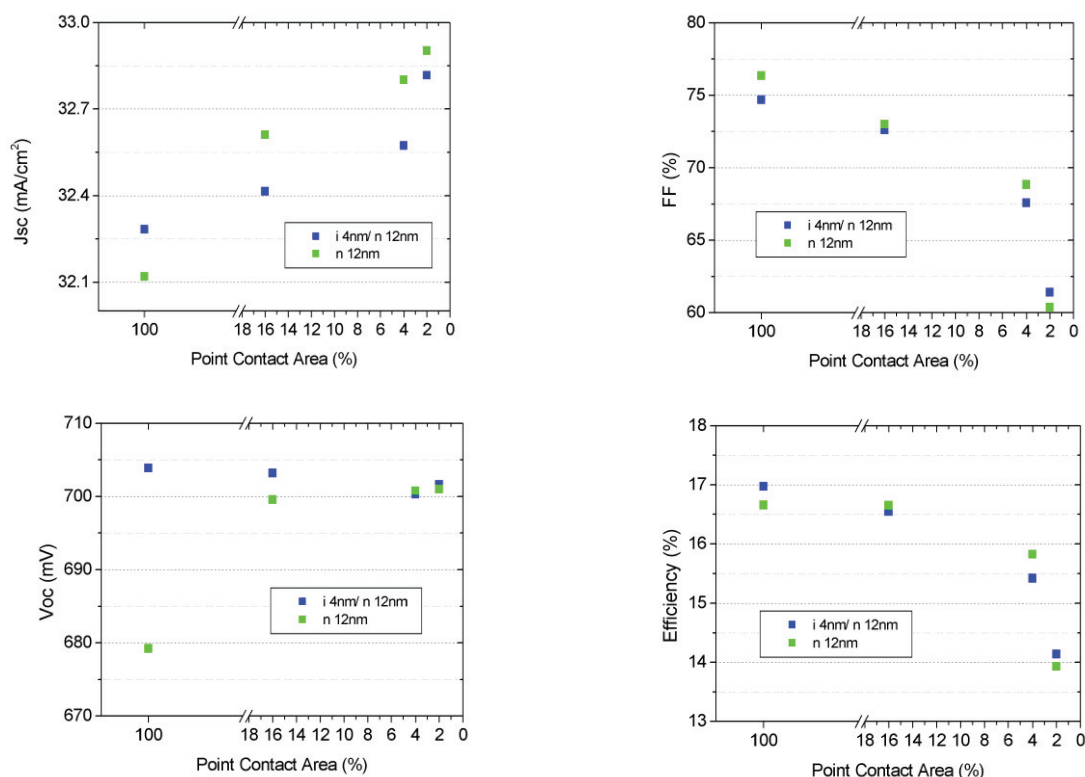 33.0
32.7
32.4
32.1
Jsc (mA/cm²)
i 4nm/ n 12nm
n 12nm
100 18 16 14 12 10 8 6 4 2 0
Point Contact Area (%)
80
75
70
65
60
FF (%)
i 4nm/ n 12nm
n 12nm
100 18 16 14 12 10 8 6 4 2 0
Point Contact Area (%)
710
700
690
680
670
Voc (mV)
i 4nm/ n 12nm
n 12nm
100 18 16 14 12 10 8 6 4 2 0
Point Contact Area (%)
18
17
16
15
14
13
Efficiency (%)
i 4nm/ n 12nm
n 12nm
100 18 16 14 12 10 8 6 4 2 0
Point Contact Area (%)